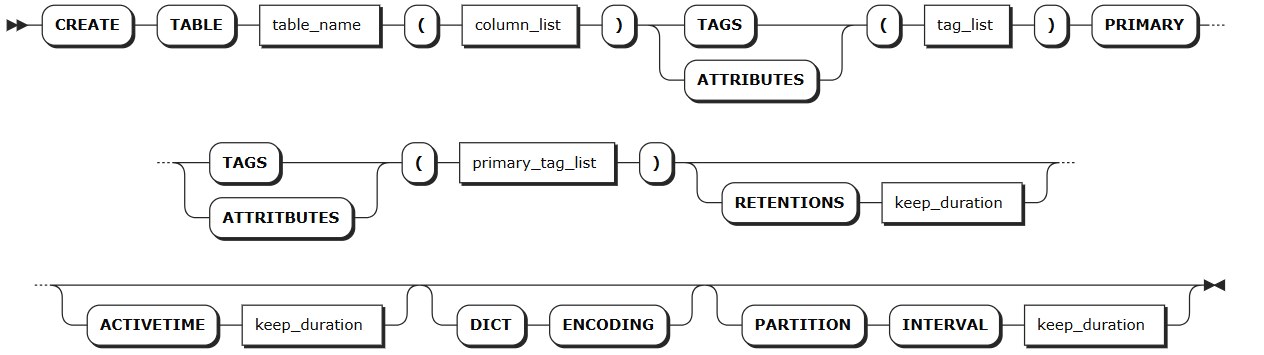 CREATE TABLE table_name ( column_list ) TAGS ( tag_list ) PRIMARY
ATTRIBUTES
TAGS ( primary_tag_list )
RETENTIONS keep_duration
ATTRITBUTES
ACTIVETIME keep_duration DICT ENCODING PARTITION INTERVAL keep_duration